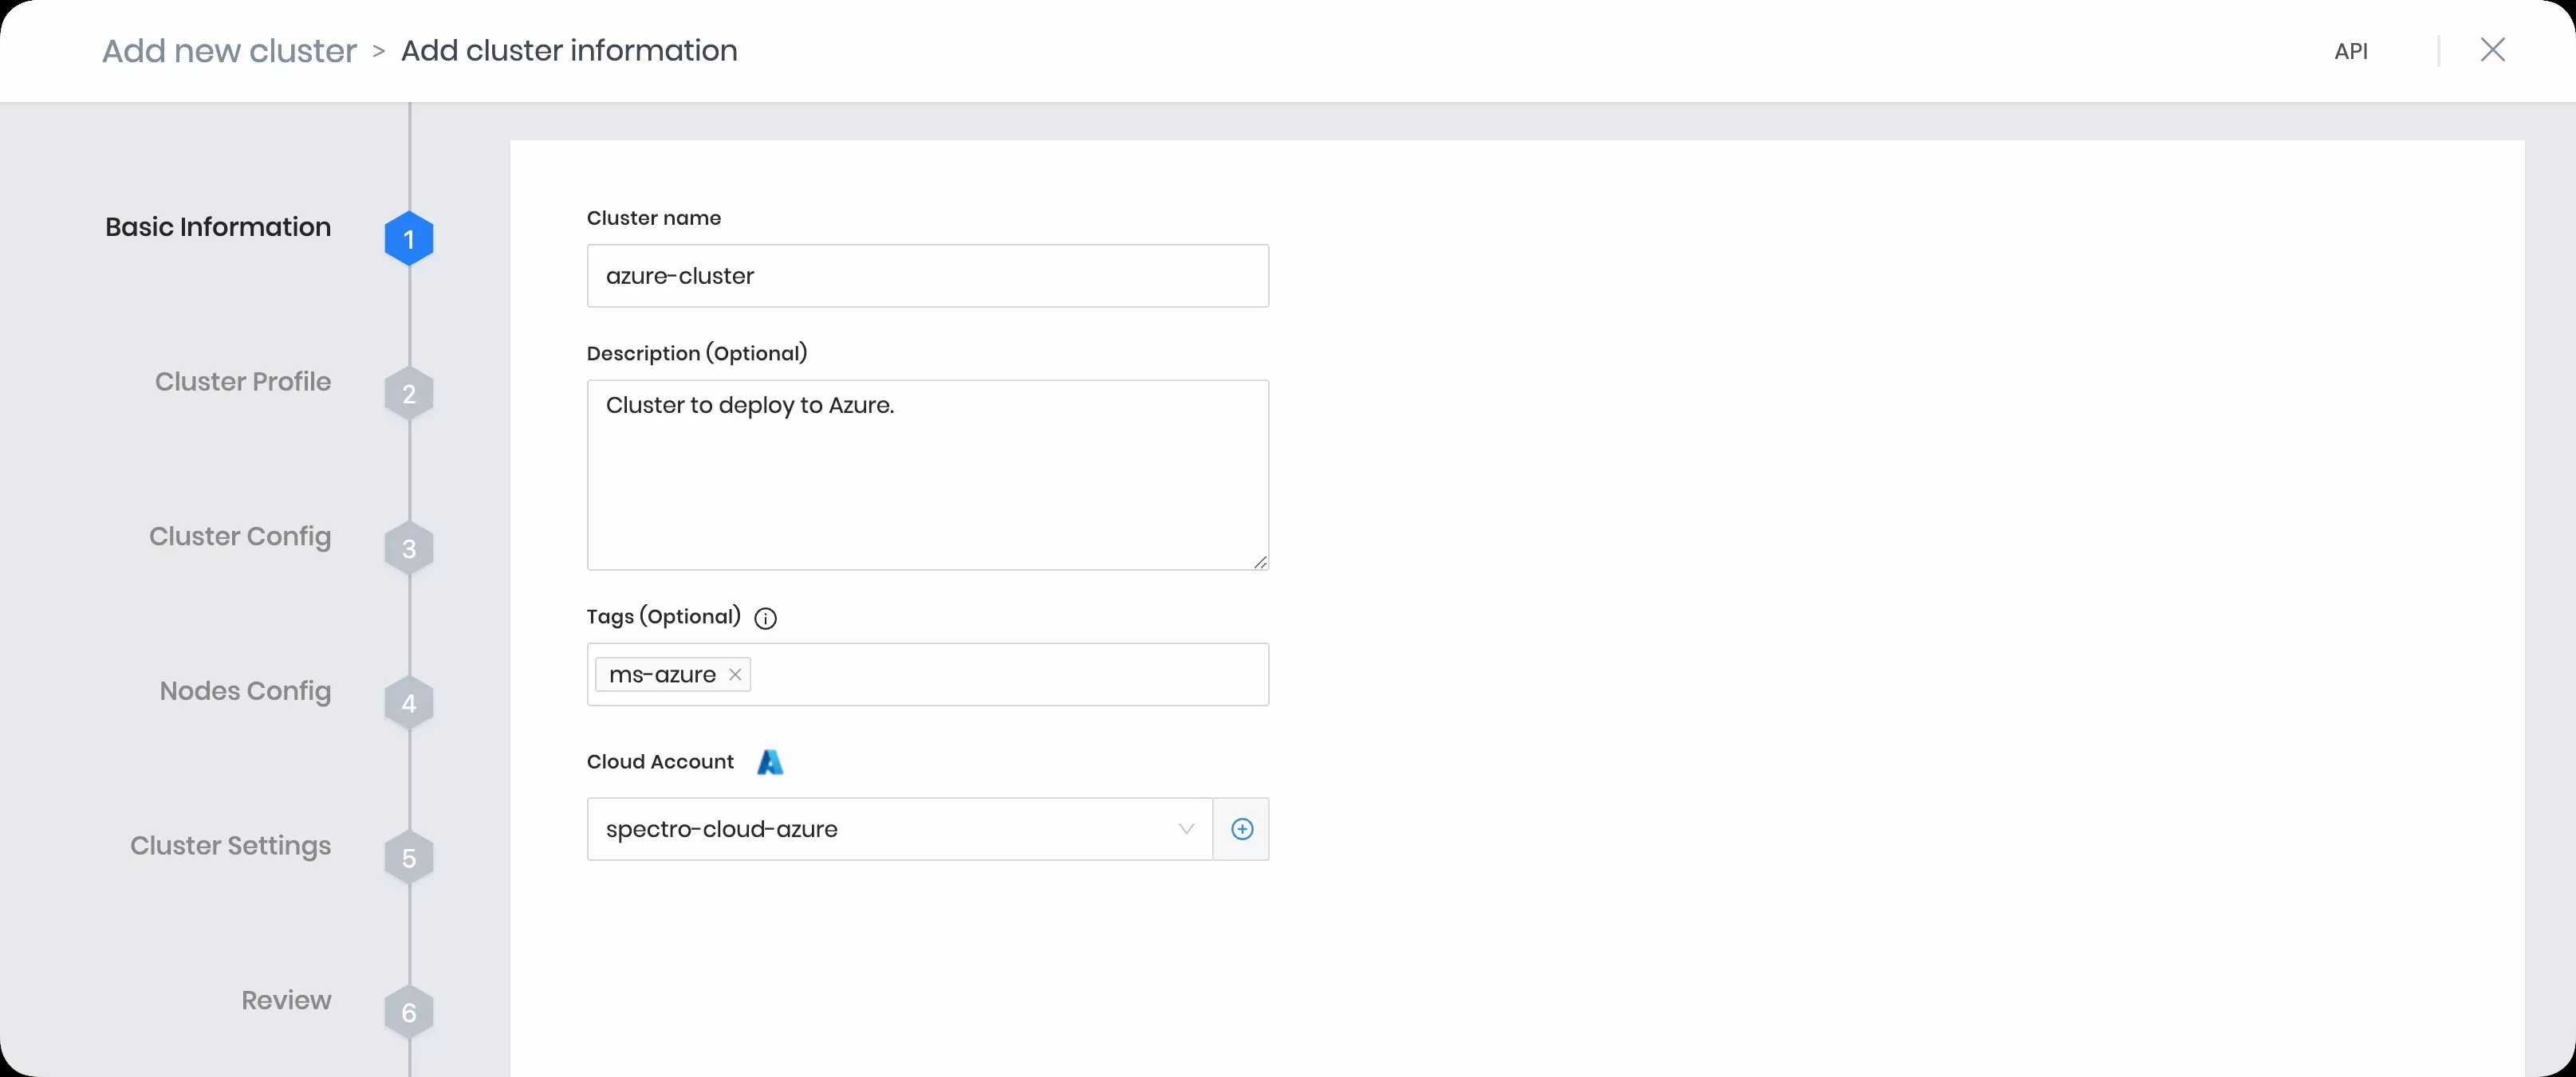 Add new cluster > Add cluster information
API
Basic Information
1
Cluster Profile
2
Cluster Config
3
Nodes Config
4
Cluster Settings
5
Review
6
Cluster name
azure-cluster
Description (Optional)
Cluster to deploy to Azure.
Tags (Optional)
ms-azure
Cloud Account
spectro-cloud-azure